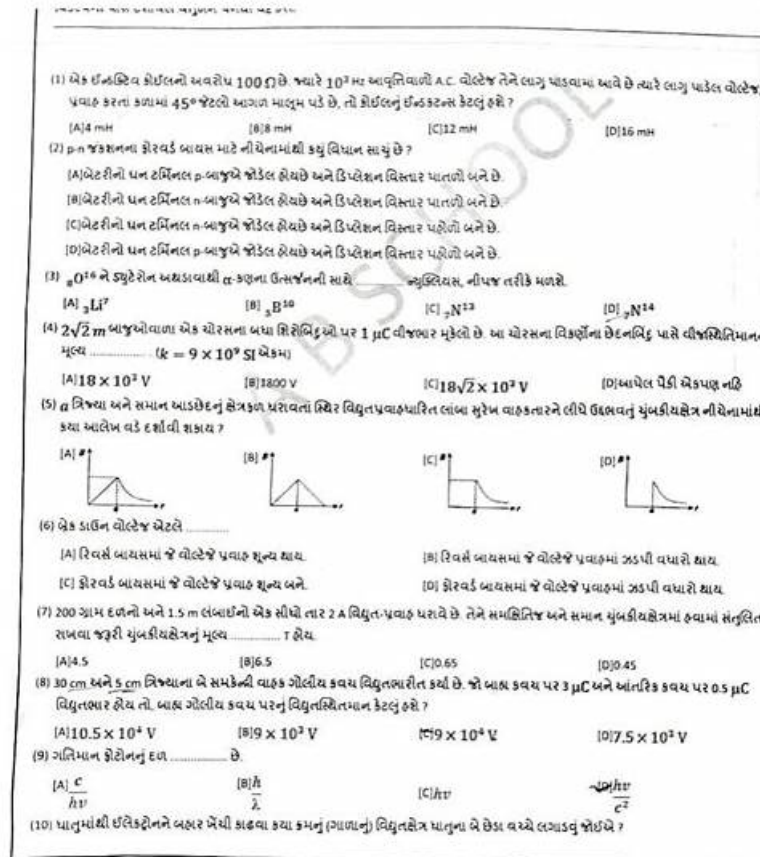 (1) એક ઈન્ડક્ટિવ કોઈલનો અવરોધ 100 Ω છે. જ્યારે 10³ Hz આવૃત્તિવાળો A.C. વોલ્ટેજ તેને લાગુ પાડવામાં આવે છે ત્યારે લાગુ પાડેલ વોલ્ટેજ
પ્રવાહ કરતાં કળામાં 45° જેટલો આગળ માલુમ પડે છે, તો કોઈલનું ઈન્ડકટન્સ કેટલું હશે ?
[A]4 mH [B]8 mH [C]12 mH [D]16 mH
(2) p-n જંકશનના ફોરવર્ડ બાયસ માટે નીચેનામાંથી કયું વિધાન સાચું છે ?
[A]બેટરીનો ધન ટર્મિનલ p-બાજુએ જોડેલ હોયછે અને ડિપ્લેશન વિસ્તાર પાતળો બને છે.
[B]બેટરીનો ધન ટર્મિનલ n-બાજુએ જોડેલ હોયછે અને ડિપ્લેશન વિસ્તાર પાતળો બને છે.
[C]બેટરીનો ધન ટર્મિનલ n-બાજુએ જોડેલ હોયછે અને ડિપ્લેશન વિસ્તાર પહોળો બને છે.
[D]બેટરીનો ધન ટર્મિનલ p-બાજુએ જોડેલ હોયછે અને ડિપ્લેશન વિસ્તાર પહોળો બને છે.
(3) ₈O¹⁶ ને ડ્યુટેરોન અથડાવાથી α-કણના ઉત્સર્જનની સાથે ________ ન્યુક્લિયસ, નીપજ તરીકે મળશે.
[A] ₃Li⁷ [B] ₅B¹⁰ [C] ₇N¹³ [D] ₇N¹⁴
(4) 2√2 m બાજુઓવાળા એક ચોરસના બધા શિરોબિંદુઓ પર 1 μC વીજભાર મૂકેલો છે. આ ચોરસના વિકર્ણોના છેદનબિંદુ પાસે વીજસ્થિતિમાન
મૂલ્ય .............. . (k = 9 × 10⁹ SI એકમ)
[A]18 × 10³ V [B]1800 V [C]18√2 × 10³ V [D]આપેલ પૈકી એકપણ નહિ
(5) a ત્રિજ્યા અને સમાન આડછેદનું ક્ષેત્રફળ ધરાવતાં સ્થિર વિદ્યુતપ્રવાહધારિત લાંબા સુરેખ વાહકતારને લીધે ઉદ્દભવતું ચુંબકીયક્ષેત્ર નીચેનામાંથી
કયા આલેખ વડે દર્શાવી શકાય ?
[A] B r a [B] B r a [C] B r a [D] B r a
(6) બ્રેક ડાઉન વોલ્ટેજ એટલે ________
[A] રિવર્સ બાયસમાં જે વોલ્ટેજે પ્રવાહ શૂન્ય થાય. [B] રિવર્સ બાયસમાં જે વોલ્ટેજે પ્રવાહમાં ઝડપી વધારો થાય.
[C] ફોરવર્ડ બાયસમાં જે વોલ્ટેજે પ્રવાહ શૂન્ય બને. [D] ફોરવર્ડ બાયસમાં જે વોલ્ટેજે પ્રવાહમાં ઝડપી વધારો થાય.
(7) 200 ગ્રામ દળનો અને 1.5 m લંબાઈનો એક સીધો તાર 2 A વિદ્યુત-પ્રવાહ ધરાવે છે. તેને સમક્ષિતિજ અને સમાન ચુંબકીયક્ષેત્રમાં હવામાં સંતુલિત
રાખવા જરૂરી ચુંબકીયક્ષેત્રનું મૂલ્ય .............. T હોય.
[A]4.5 [B]6.5 [C]0.65 [D]0.45
(8) 30 cm અને 5 cm ત્રિજ્યાના બે સમકેન્દ્રી વાહક ગોલીય કવચ વિદ્યુતભારીત કર્યાં છે. જો બાહ્ય કવચ પર 3 μC અને આંતરિક કવચ પર 0.5 μC
વિદ્યુતભાર હોય તો, બાહ્ય ગોલીય કવચ પરનું વિદ્યુતસ્થિતમાન કેટલું હશે ?
[A]10.5 × 10⁴ V [B]9 × 10³ V [C]9 × 10⁴ V [D]7.5 × 10³ V
(9) ગતિમાન ફોટોનનું દળ .............. છે.
[A] c/hν [B] h/λ [C]hν [D] hν/c²
(10) ધાતુમાંથી ઈલેકટ્રોનને બહાર ખેંચી કાઢવા કયા ક્રમનું (ગાળાનું) વિદ્યુતક્ષેત્ર ધાતુના બે છેડા વચ્ચે લગાડવું જોઈએ ?
A B SCHOOL